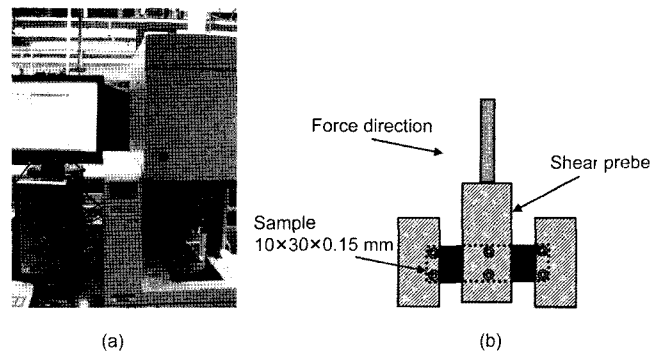 Force direction
Shear prebe
Sample
10×30×0.15 mm
(a)
(b)